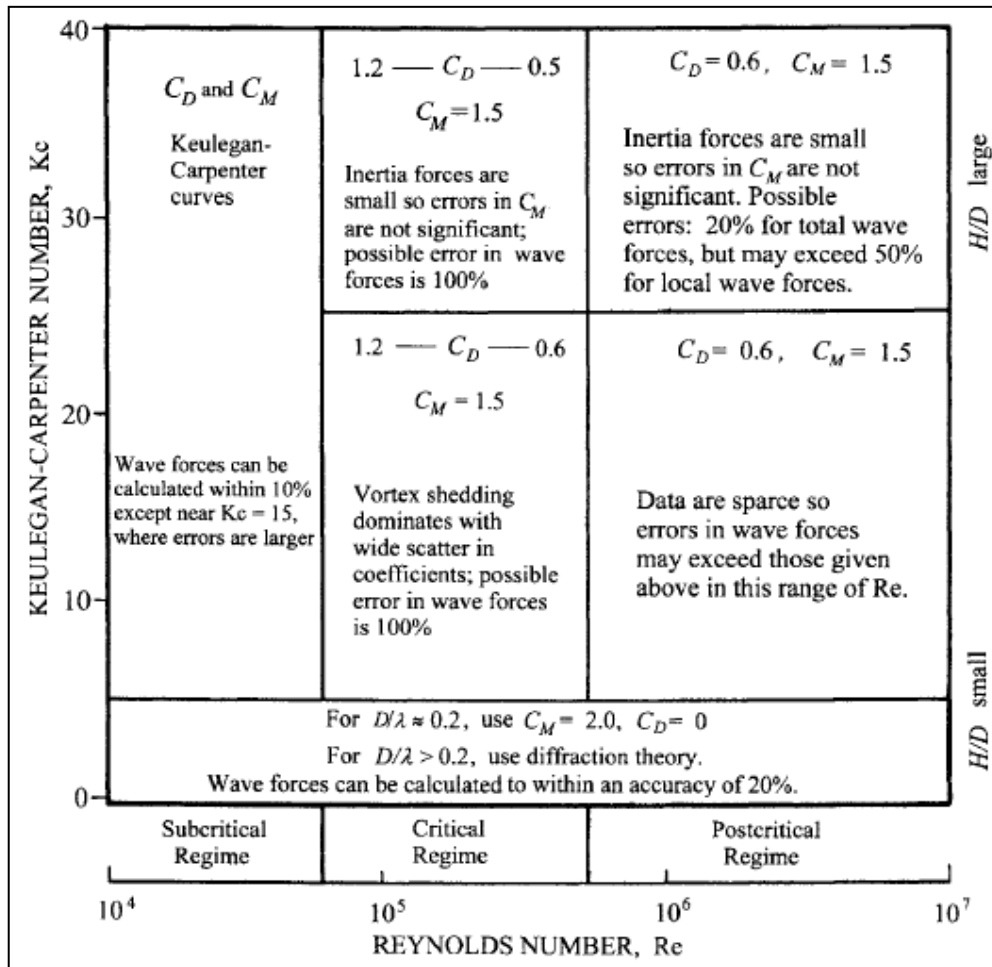 40
30
20
10
0
KEULEGAN-CARPENTER NUMBER, Kc
C_D and C_M
Keulegan-
Carpenter
curves
Wave forces can be
calculated within 10%
except near Kc = 15,
where errors are larger
1.2 — C_D — 0.5
C_M = 1.5
Inertia forces are
small so errors in C_M
are not significant;
possible error in wave
forces is 100%
C_D = 0.6, C_M = 1.5
Inertia forces are small
so errors in C_M are not
significant. Possible
errors: 20% for total wave
forces, but may exceed 50%
for local wave forces.
1.2 — C_D — 0.6
C_M = 1.5
Vortex shedding
dominates with
wide scatter in
coefficients; possible
error in wave forces
is 100%
C_D = 0.6, C_M = 1.5
Data are sparce so
errors in wave forces
may exceed those given
above in this range of Re.
H/D large
H/D small
For D/λ ≈ 0.2, use C_M = 2.0, C_D = 0
For D/λ > 0.2, use diffraction theory.
Wave forces can be calculated to within an accuracy of 20%.
Subcritical
Regime
Critical
Regime
Postcritical
Regime
10^4
10^5
10^6
10^7
REYNOLDS NUMBER, Re